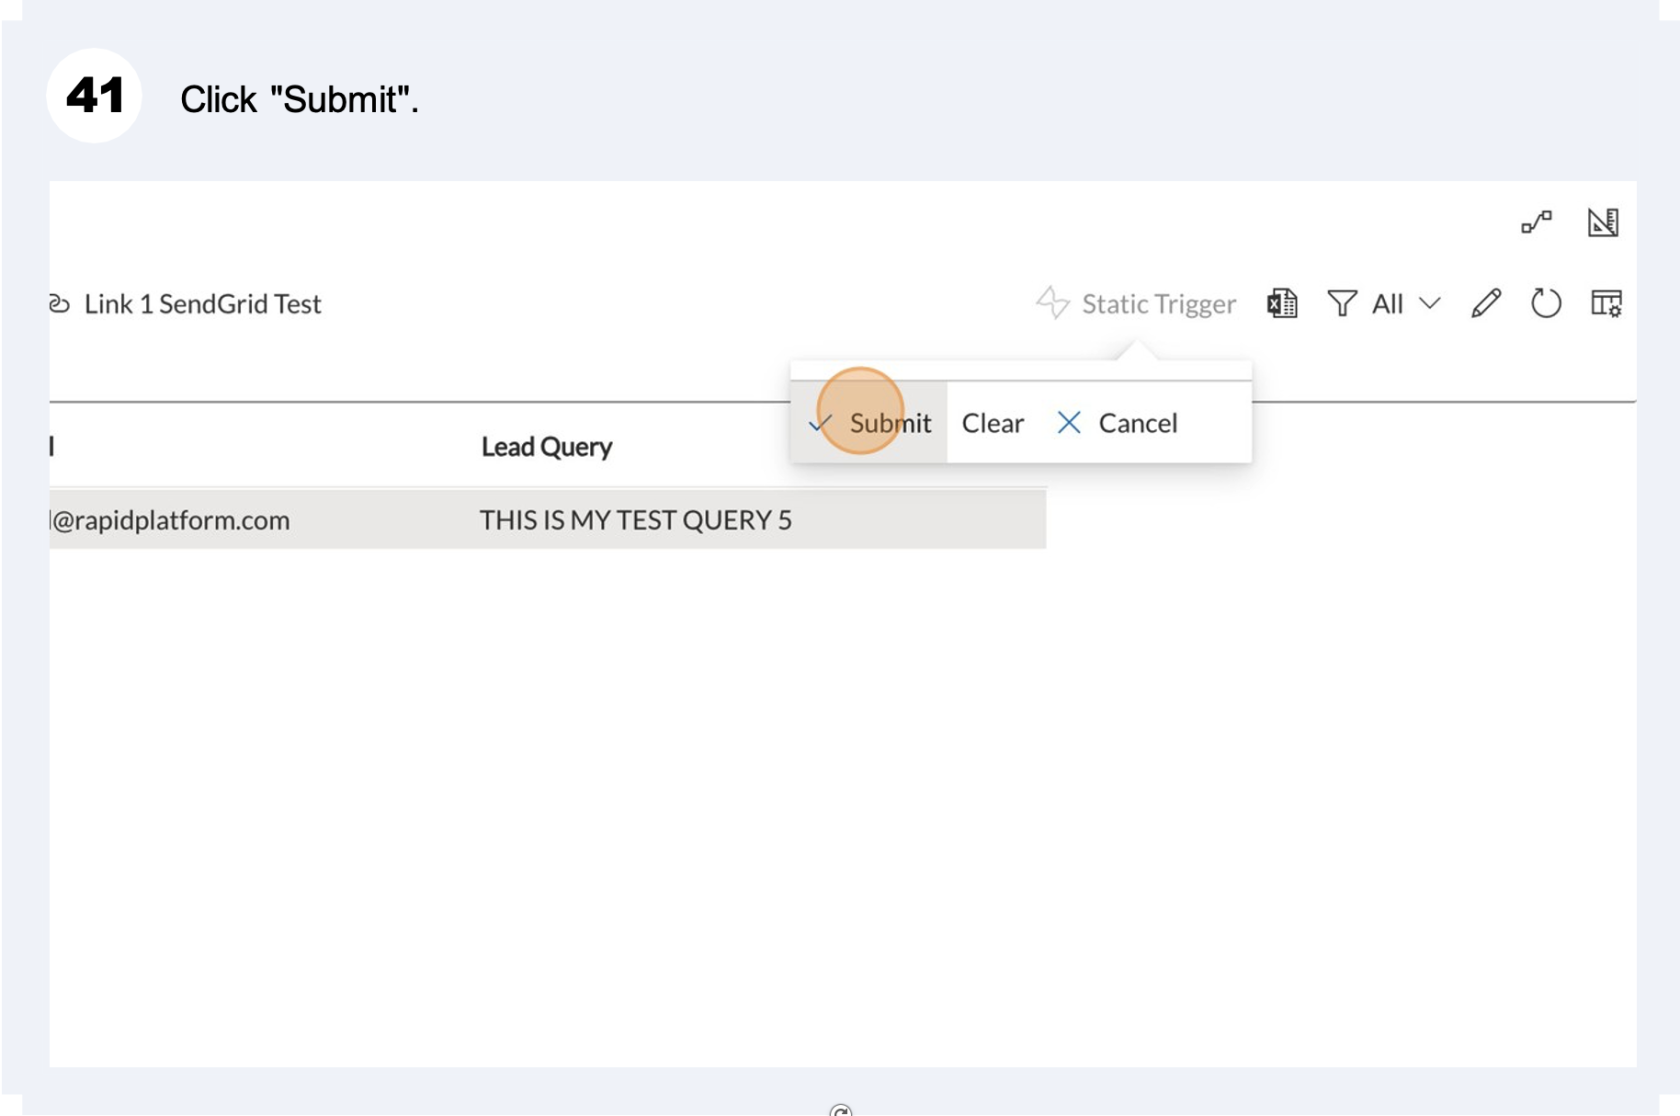 41 Click "Submit".
Link 1 SendGrid Test Static Trigger All
Submit Clear Cancel
Lead Query
@rapidplatform.com THIS IS MY TEST QUERY 5